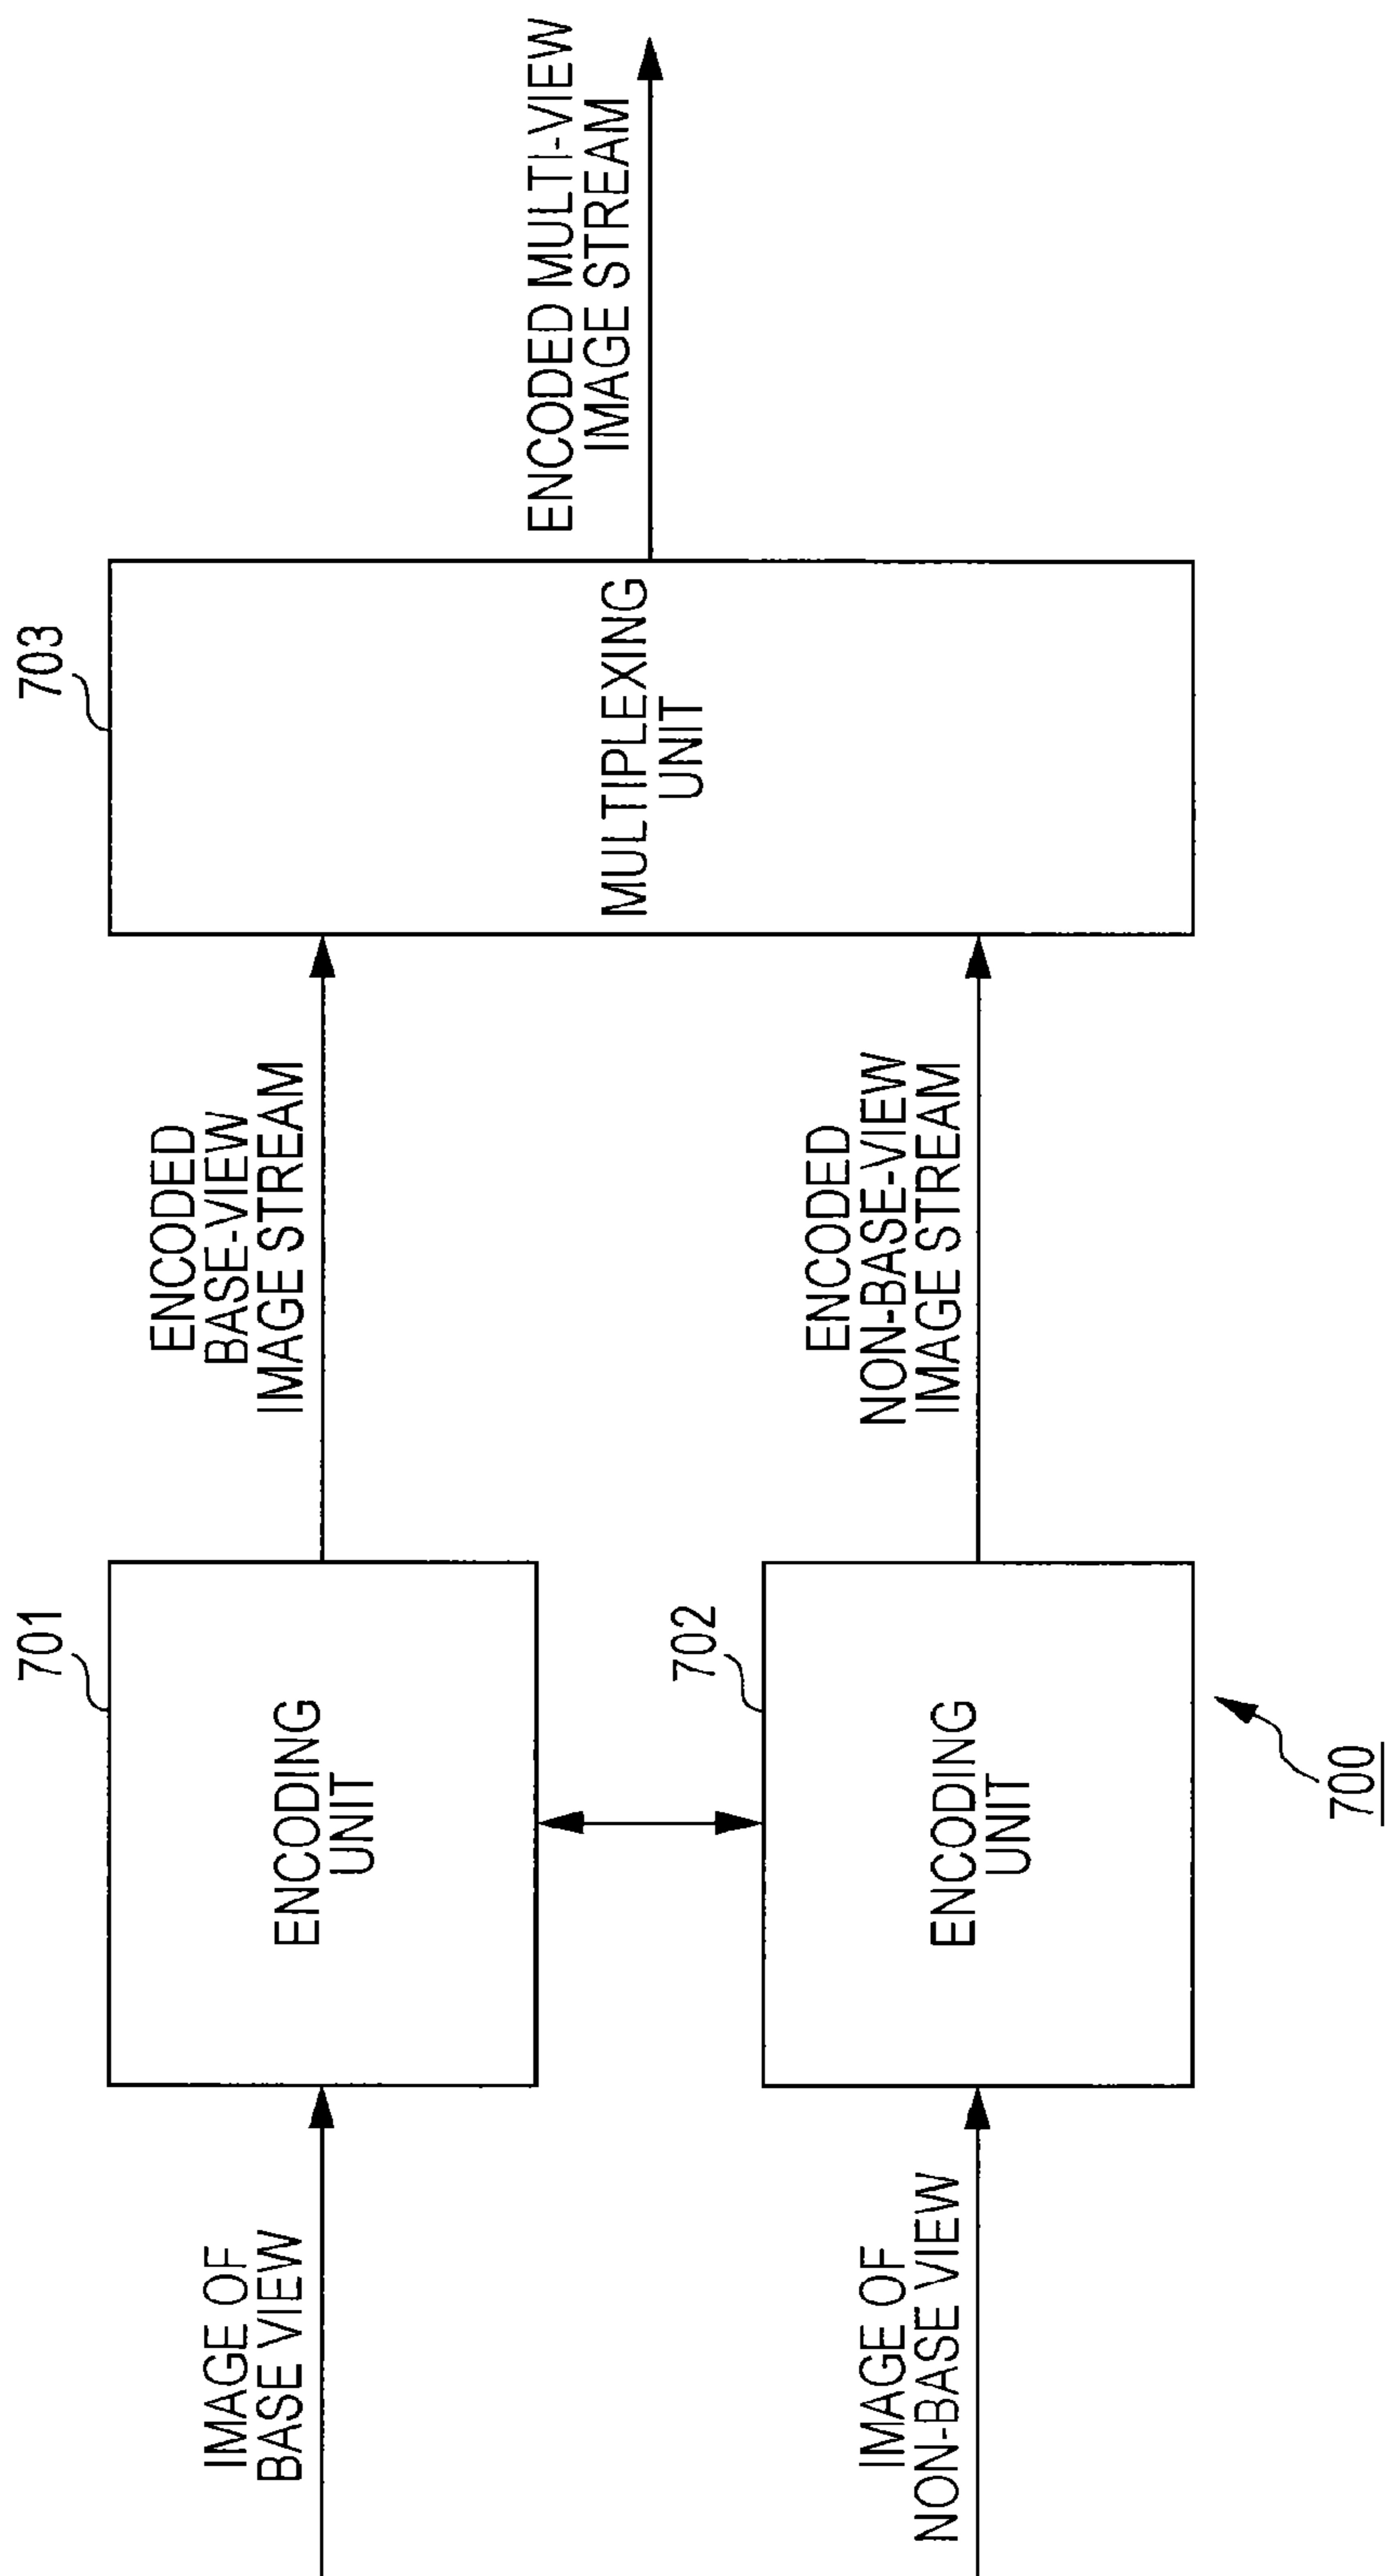 IMAGE OF
BASE VIEW
701
ENCODING
UNIT
ENCODED
BASE-VIEW
IMAGE STREAM
703
MULTIPLEXING
UNIT
ENCODED MULTI-VIEW
IMAGE STREAM
IMAGE OF
NON-BASE VIEW
702
ENCODING
UNIT
ENCODED
NON-BASE-VIEW
IMAGE STREAM
700